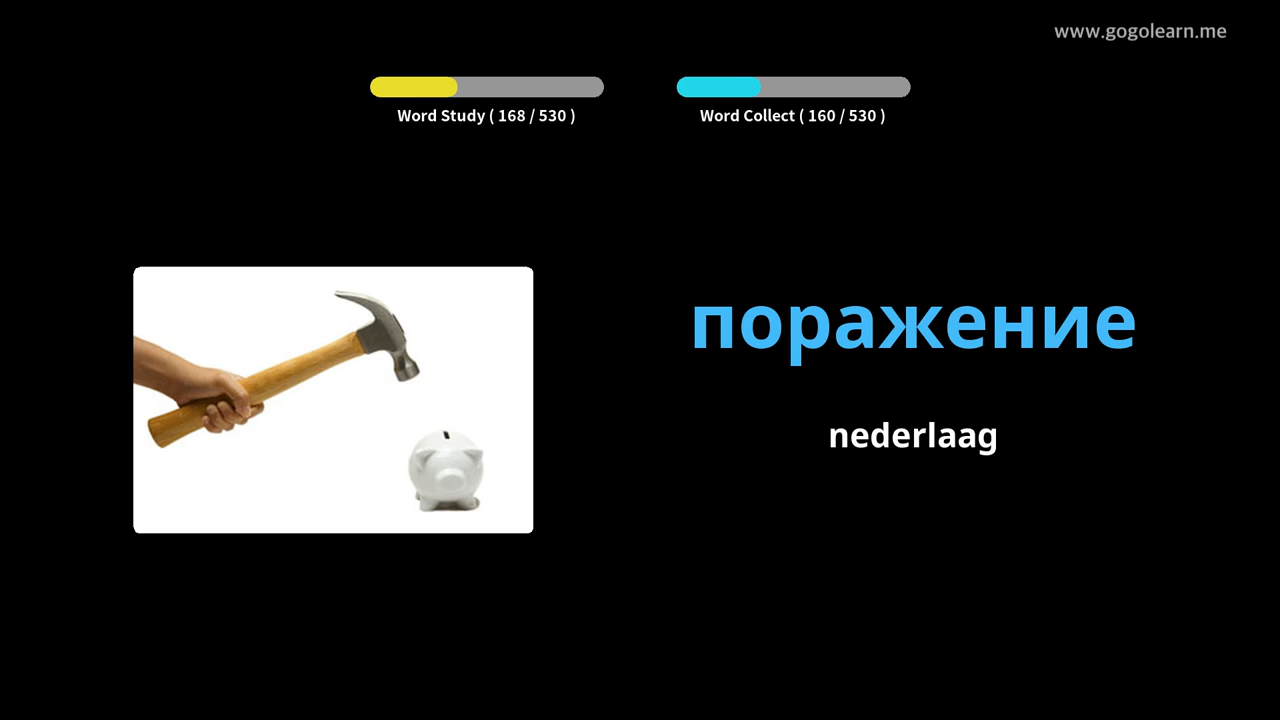 www.gogolearn.me
Word Study ( 168 / 530 )
Word Collect ( 160 / 530 )
поражение
nederlaag